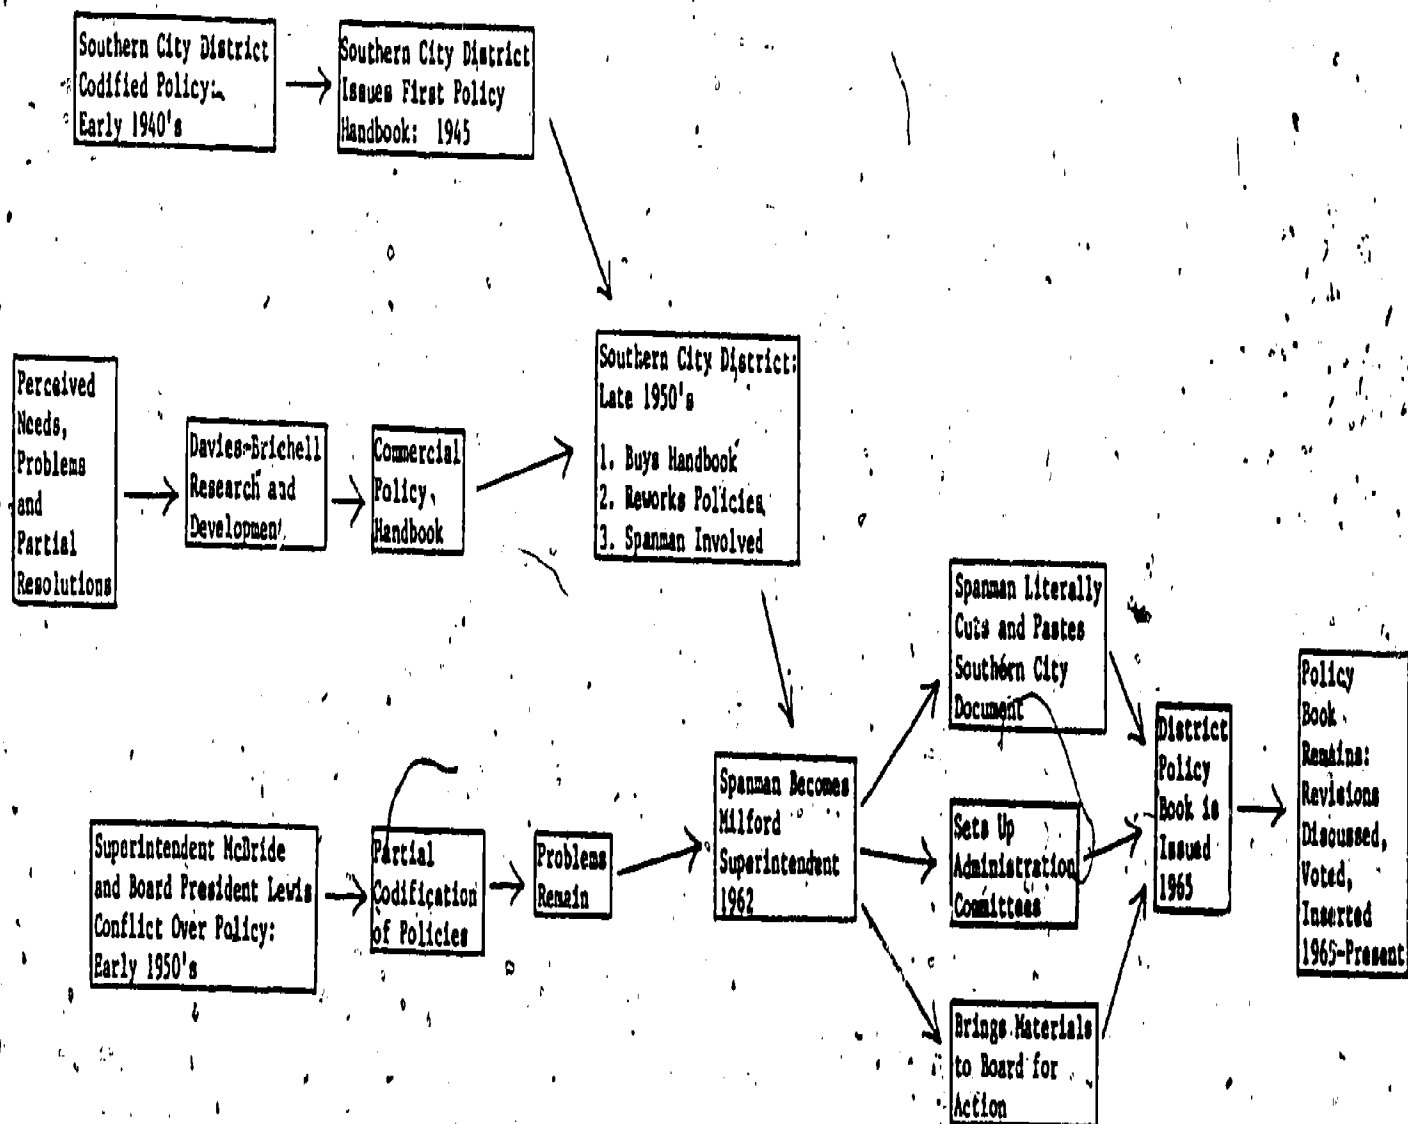 Southern City District
Codified Policy:
Early 1940's
Southern City District
Issues First Policy
Handbook: 1945
Perceived
Needs,
Problems
and
Partial
Resolutions
Davies-Brichell
Research and
Development
Commercial
Policy
Handbook
Southern City District:
Late 1950's
1. Buys Handbook
2. Reworks Policies
3. Spanman Involved
Superintendent McBride
and Board President Lewis
Conflict Over Policy:
Early 1950's
Partial
Codification
of Policies
Problems
Remain
Spanman Becomes
Milford
Superintendent
1962
Spanman Literally
Cuts and Pastes
Southern City
Document
Sets Up
Administration
Committees
Brings Materials
to Board for
Action
District
Policy
Book is
Issued
1965
Policy
Book
Remains:
Revisions
Discussed,
Voted,
Inserted
1965-Present